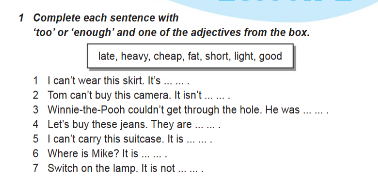 1 Complete each sentence with
‘too’ or ‘enough’ and one of the adjectives from the box.
late, heavy, cheap, fat, short, light, good
1 I can’t wear this skirt. It’s ... ... .
2 Tom can’t buy this camera. It isn’t ... ... .
3 Winnie-the-Pooh couldn’t get through the hole. He was ... ... .
4 Let’s buy these jeans. They are ... ... .
5 I can’t carry this suitcase. It is ... ... .
6 Where is Mike? It is ... ... .
7 Switch on the lamp. It is not ... ... .